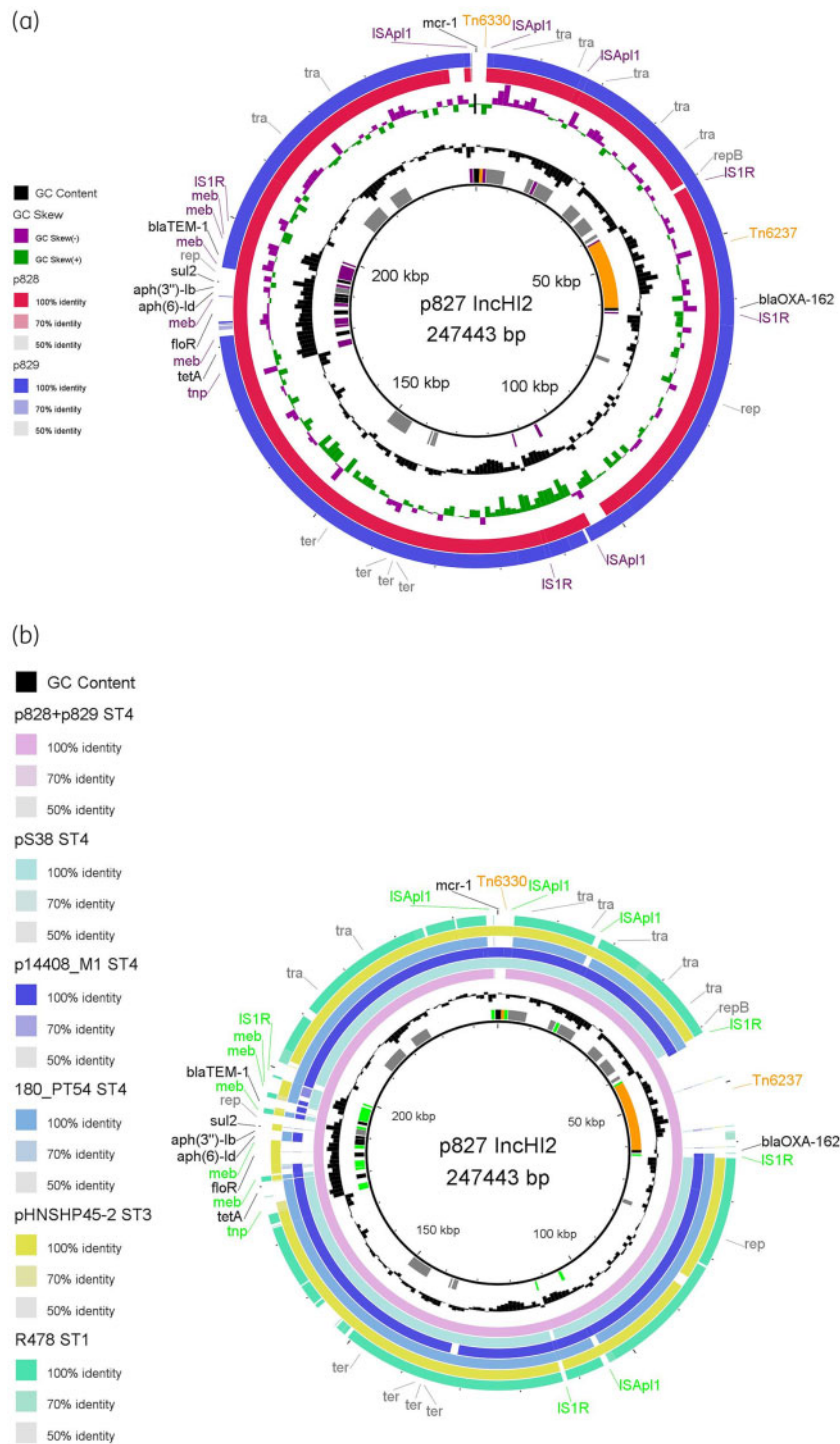 (a)
ISApl1
mcr-1
Tn6330
ISApl1
tra
tra
ISApl1
tra
tra
tra
repB
IS1R
Tn6237
blaOXA-162
IS1R
rep
ISApl1
IS1R
ter
ter
ter
ter
tnp
tetA
meb
floR
meb
aph(6)-Id
aph(3")-Ib
sul2
rep
meb
blaTEM-1
meb
meb
IS1R
tra
tra
GC Content
GC Skew
GC Skew(-)
GC Skew(+)
p828
100% identity
70% identity
50% identity
p829
100% identity
70% identity
50% identity
200 kbp
50 kbp
p827 IncHI2
247443 bp
150 kbp
100 kbp
(b)
GC Content
p828+p829 ST4
100% identity
70% identity
50% identity
pS38 ST4
100% identity
70% identity
50% identity
p14408_M1 ST4
100% identity
70% identity
50% identity
180_PT54 ST4
100% identity
70% identity
50% identity
pHNSHP45-2 ST3
100% identity
70% identity
50% identity
R478 ST1
100% identity
70% identity
50% identity
ISApl1
mcr-1
Tn6330
ISApl1
tra
tra
ISApl1
tra
tra
tra
repB
IS1R
Tn6237
blaOXA-162
IS1R
rep
ISApl1
IS1R
ter
ter
ter
ter
tnp
tetA
meb
floR
meb
aph(6)-Id
aph(3")-Ib
sul2
rep
meb
blaTEM-1
meb
meb
IS1R
tra
tra
200 kbp
50 kbp
p827 IncHI2
247443 bp
150 kbp
100 kbp